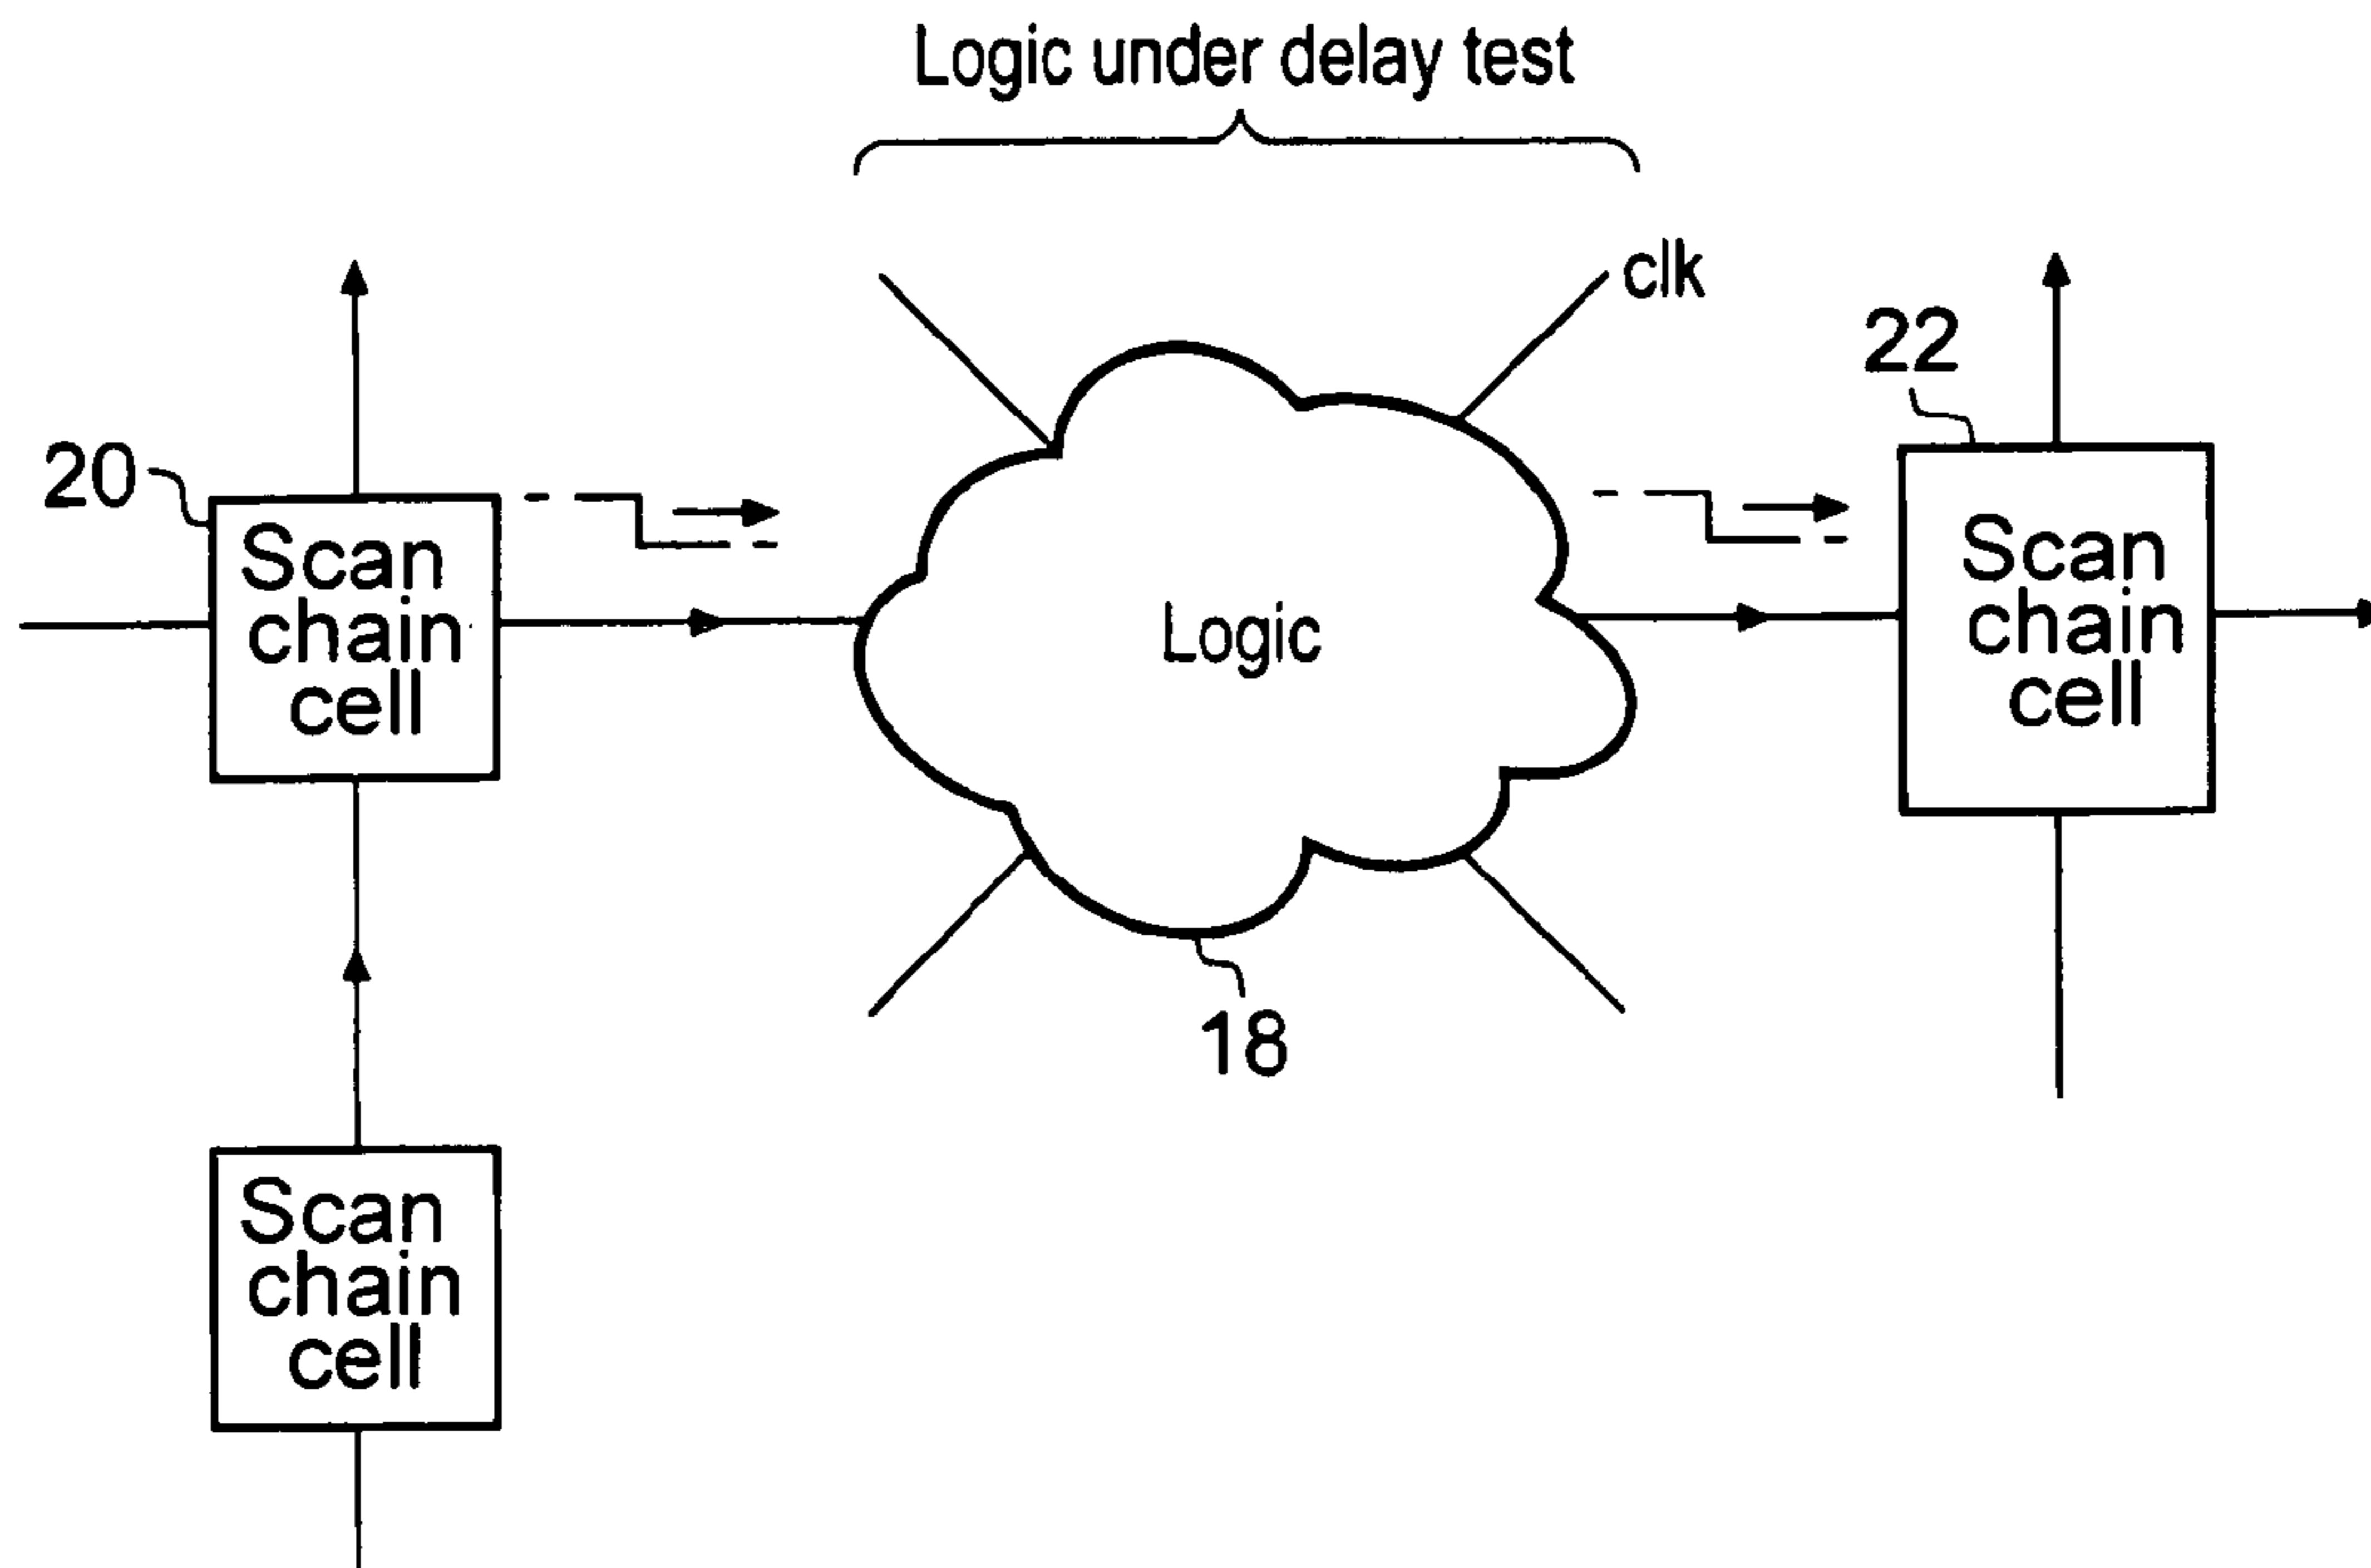 Logic under delay test
clk
22
20
Scan
chain
cell
Logic
Scan
chain
cell
18
Scan
chain
cell